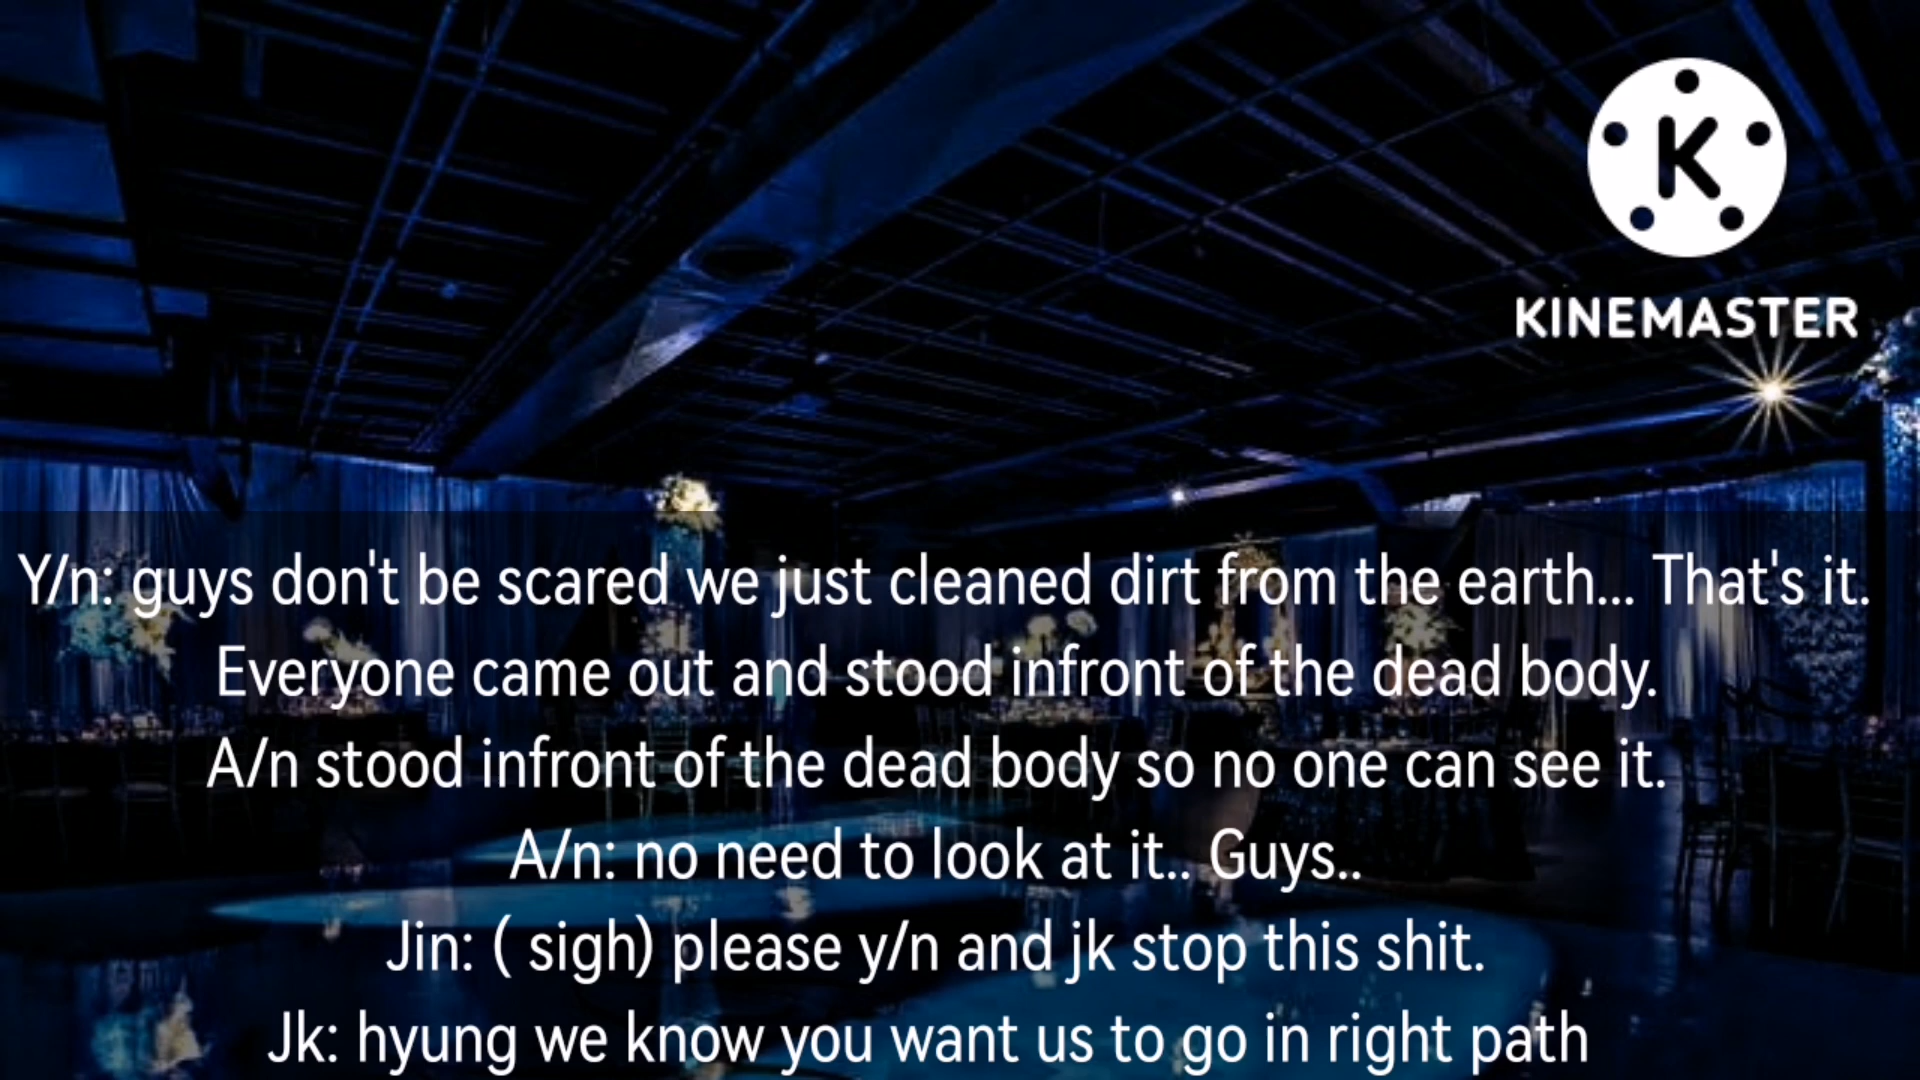 K
KINEMASTER
Y/n: guys don't be scared we just cleaned dirt from the earth... That's it.
Everyone came out and stood infront of the dead body.
A/n stood infront of the dead body so no one can see it.
A/n: no need to look at it.. Guys..
Jin: ( sigh) please y/n and jk stop this shit.
Jk: hyung we know you want us to go in right path